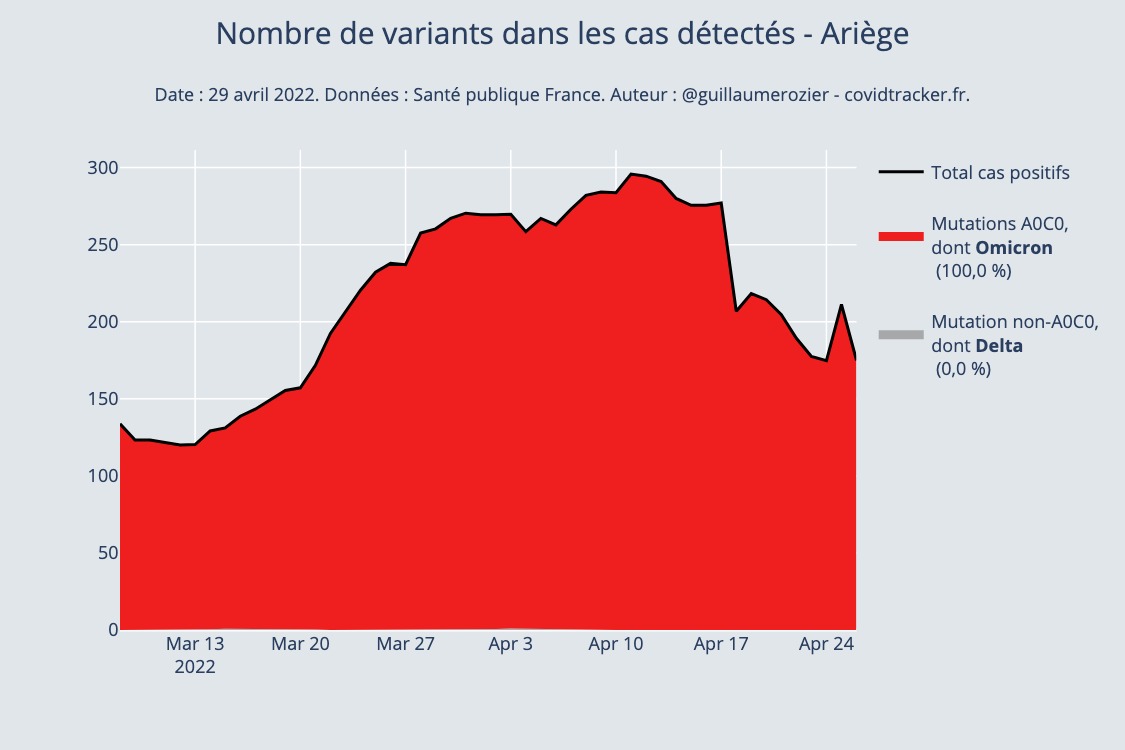 Nombre de variants dans les cas détectés - Ariège
Date : 29 avril 2022. Données : Santé publique France. Auteur : @guillaumerozier - covidtracker.fr.
300
250
200
150
100
50
0
Mar 13
2022
Mar 20
Mar 27
Apr 3
Apr 10
Apr 17
Apr 24
Total cas positifs
Mutations A0C0,
dont Omicron
(100,0 %)
Mutation non-A0C0,
dont Delta
(0,0 %)